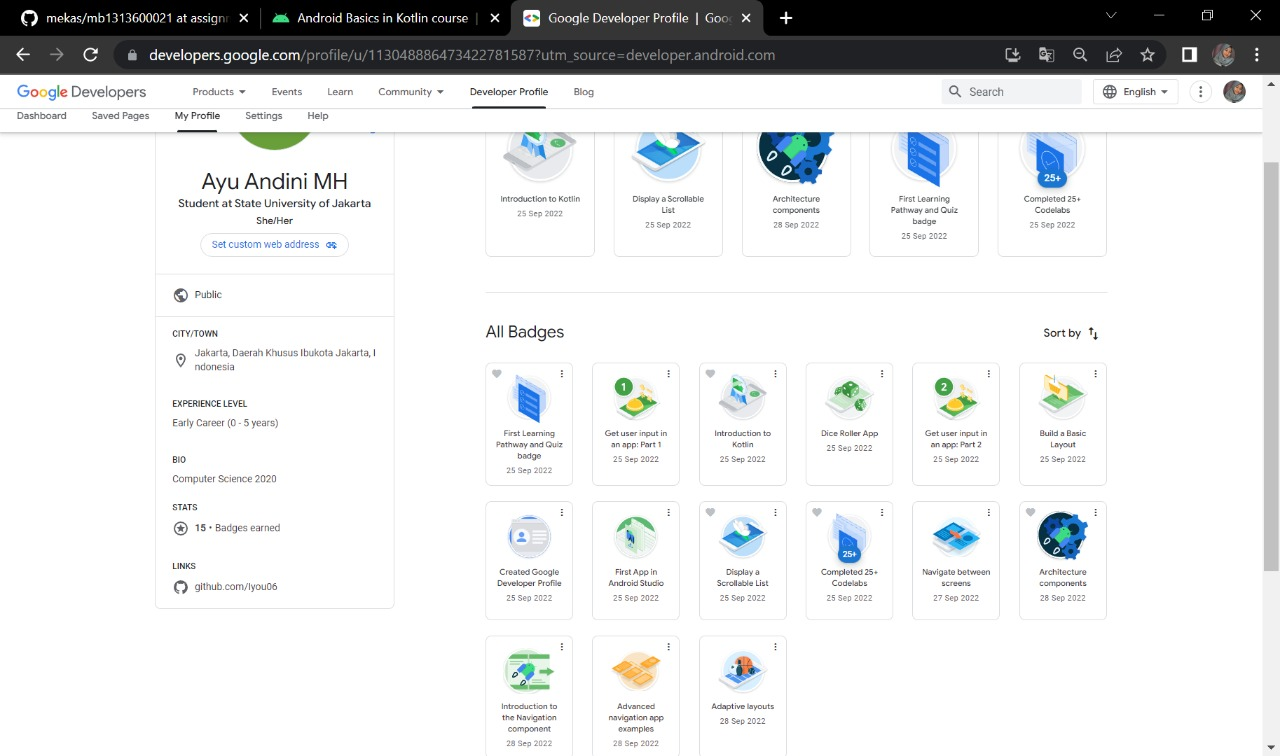 mekas/mb1313600021 at assignm
Android Basics in Kotlin course
Google Developer Profile | Goo
developers.google.com/profile/u/113048886473422781587?utm_source=developer.android.com
Google Developers
Products
Events
Learn
Community
Developer Profile
Blog
Search
English
Dashboard
Saved Pages
My Profile
Settings
Help
Ayu Andini MH
Student at State University of Jakarta
She/Her
Set custom web address
Public
CITY/TOWN
Jakarta, Daerah Khusus Ibukota Jakarta, I
ndonesia
EXPERIENCE LEVEL
Early Career (0 - 5 years)
BIO
Computer Science 2020
STATS
15 • Badges earned
LINKS
github.com/Iyou06
Introduction to Kotlin
25 Sep 2022
Display a Scrollable
List
25 Sep 2022
Architecture
components
28 Sep 2022
First Learning
Pathway and Quiz
badge
25 Sep 2022
25+
Completed 25+
Codelabs
25 Sep 2022
All Badges
Sort by
First Learning
Pathway and Quiz
badge
25 Sep 2022
1
Get user input in
an app: Part 1
25 Sep 2022
Introduction to
Kotlin
25 Sep 2022
Dice Roller App
25 Sep 2022
2
Get user input in
an app: Part 2
25 Sep 2022
Build a Basic
Layout
25 Sep 2022
Created Google
Developer Profile
25 Sep 2022
First App in
Android Studio
25 Sep 2022
Display a
Scrollable List
25 Sep 2022
25+
Completed 25+
Codelabs
25 Sep 2022
Navigate between
screens
27 Sep 2022
Architecture
components
28 Sep 2022
Introduction to
the Navigation
component
28 Sep 2022
Advanced
navigation app
examples
28 Sep 2022
Adaptive layouts
28 Sep 2022